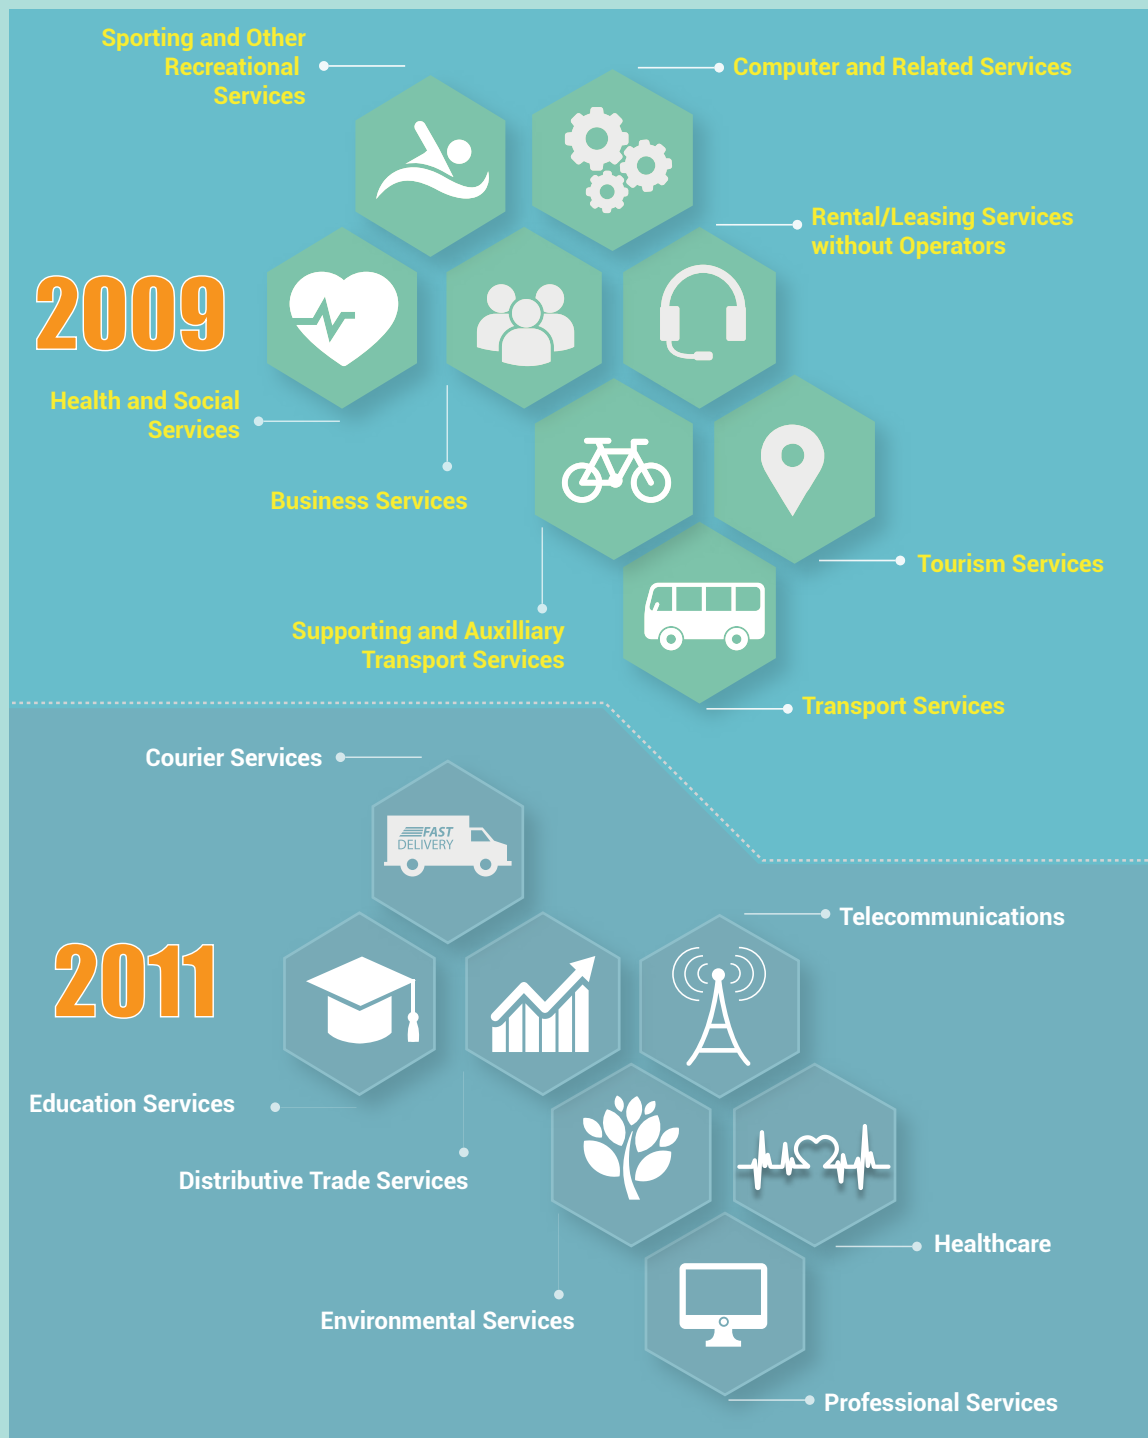 Sporting and Other
Recreational
Services
Computer and Related Services
Rental/Leasing Services
without Operators
2009
Health and Social
Services
Business Services
Tourism Services
Supporting and Auxilliary
Transport Services
Transport Services
Courier Services
FAST
DELIVERY
Telecommunications
2011
Education Services
Distributive Trade Services
Healthcare
Environmental Services
Professional Services